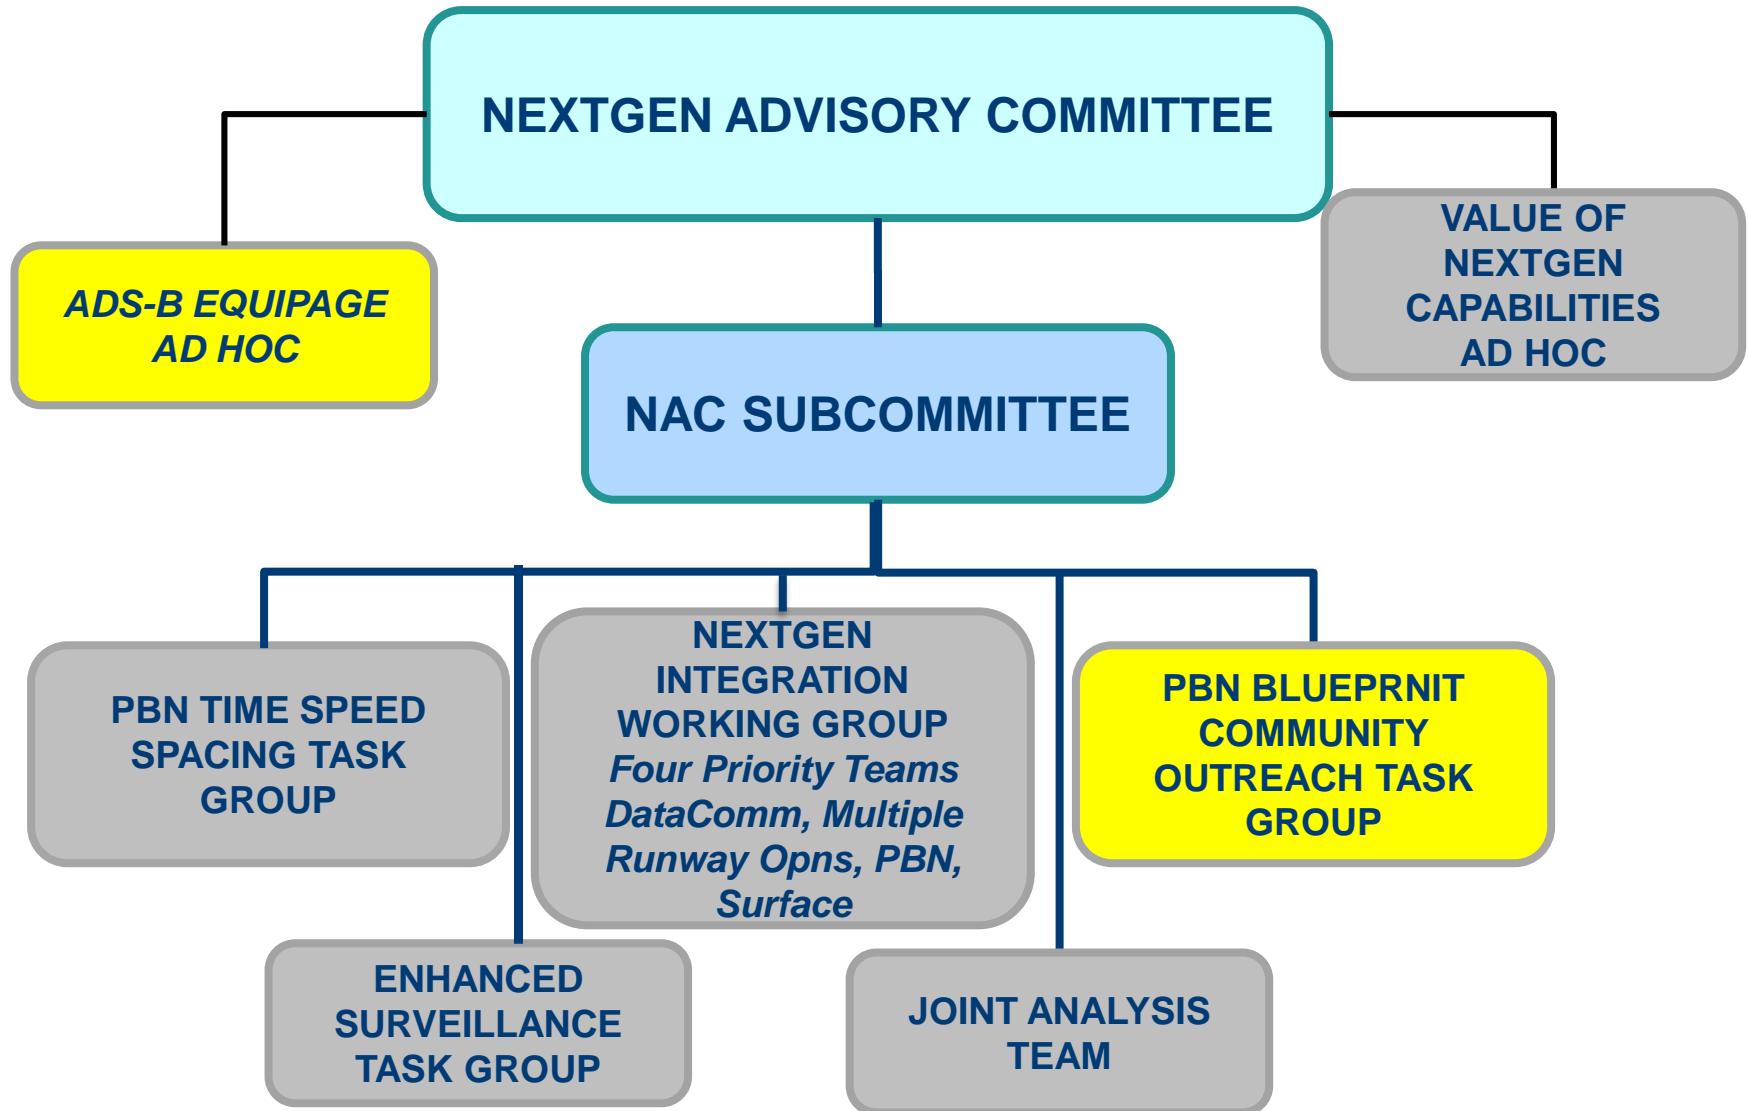 NEXTGEN ADVISORY COMMITTEE
ADS-B EQUIPAGE
AD HOC
VALUE OF
NEXTGEN
CAPABILITIES
AD HOC
NAC SUBCOMMITTEE
PBN TIME SPEED
SPACING TASK
GROUP
NEXTGEN
INTEGRATION
WORKING GROUP
Four Priority Teams
DataComm, Multiple
Runway Opns, PBN,
Surface
PBN BLUEPRNIT
COMMUNITY
OUTREACH TASK
GROUP
ENHANCED
SURVEILLANCE
TASK GROUP
JOINT ANALYSIS
TEAM